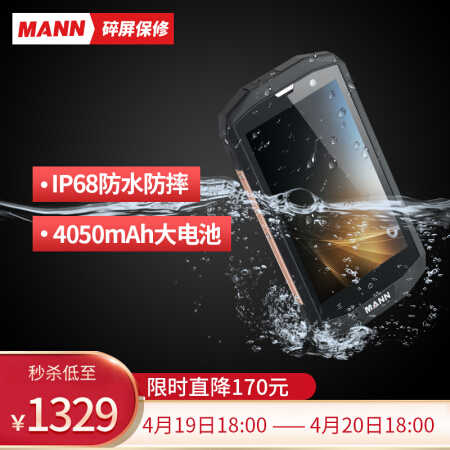 MANN 碎屏保修
• IP68防水防摔
• 4050mAh大电池
MANN
秒杀低至
¥1329
限时直降170元
4月19日18:00 —— 4月20日18:00